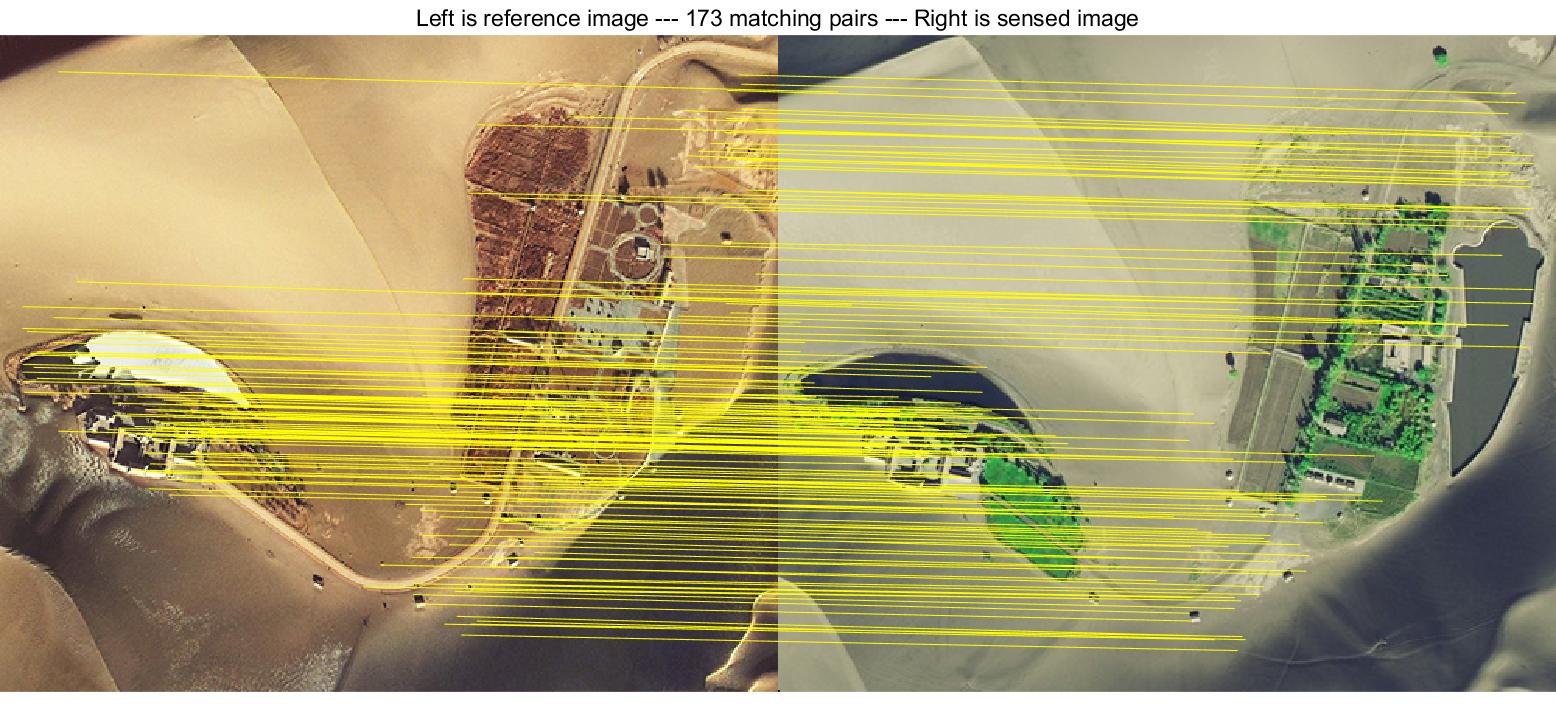 Left is reference image --- 173 matching pairs --- Right is sensed image